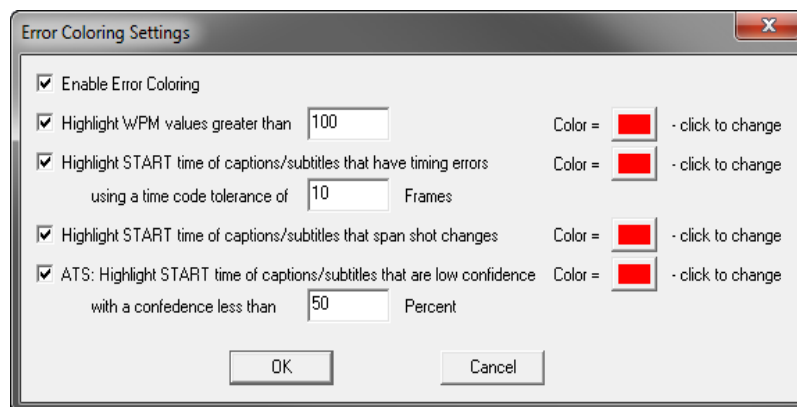 Error Coloring Settings
Enable Error Coloring
Highlight WPM values greater than 100 Color = - click to change
Highlight START time of captions/subtitles that have timing errors Color = - click to change
using a time code tolerance of 10 Frames
Highlight START time of captions/subtitles that span shot changes Color = - click to change
ATS: Highlight START time of captions/subtitles that are low confidence Color = - click to change
with a confedence less than 50 Percent
OK Cancel